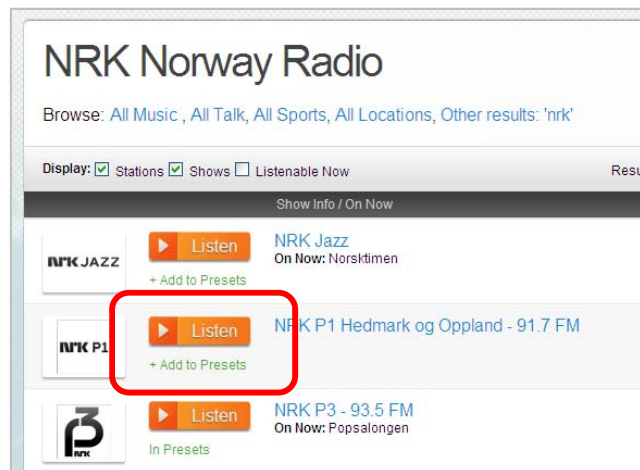 NRK Norway Radio
Browse: All Music , All Talk, All Sports, All Locations, Other results: 'nrk'
Display: Stations Shows Listenable Now
Resu
Show Info / On Now
NRK JAZZ
Listen
+ Add to Presets
NRK Jazz
On Now: Norsktimen
NRK P1
Listen
+ Add to Presets
NRK P1 Hedmark og Oppland - 91.7 FM
P3
NRK
Listen
In Presets
NRK P3 - 93.5 FM
On Now: Popsalongen